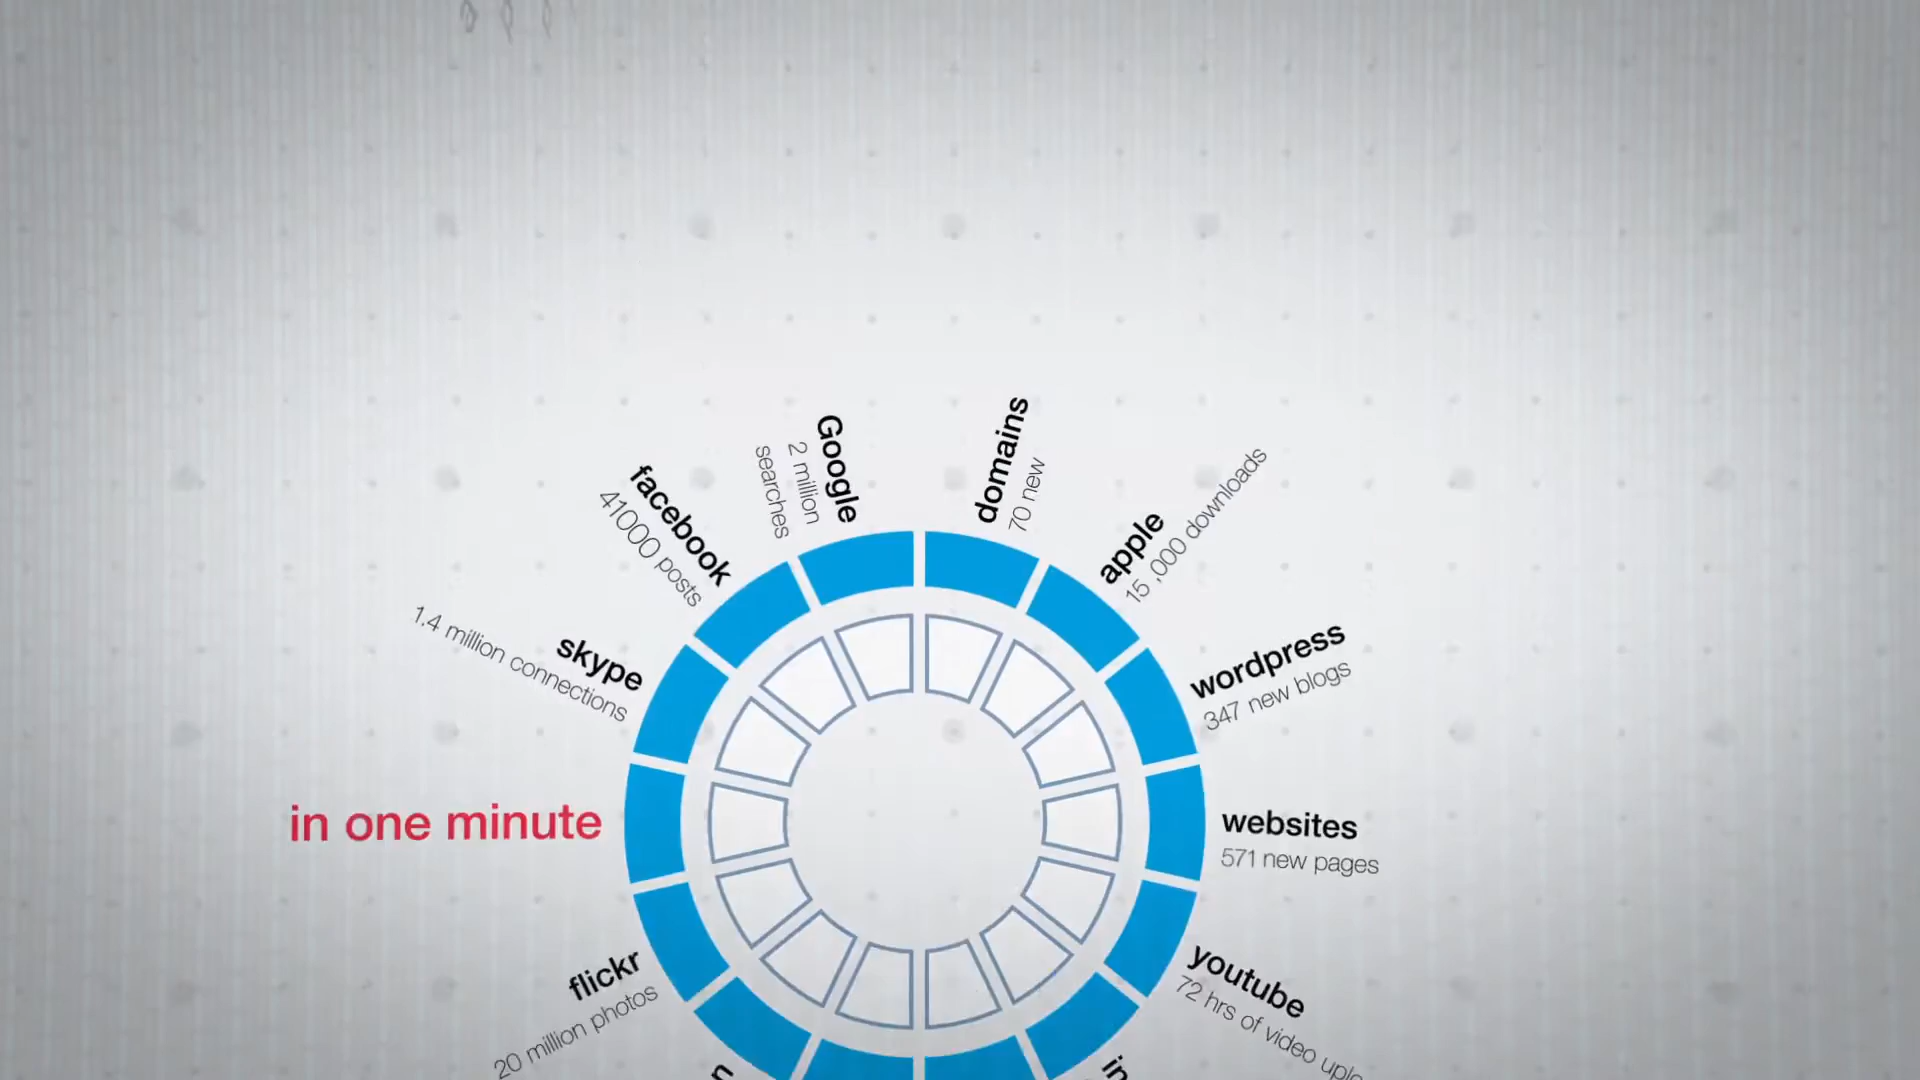 in one minute
skype
1.4 million connections
facebook
41000 posts
Google
2 million
searches
domains
70 new
apple
15 ,000 downloads
wordpress
347 new blogs
websites
571 new pages
youtube
72 hrs of video
flickr
20 million photos